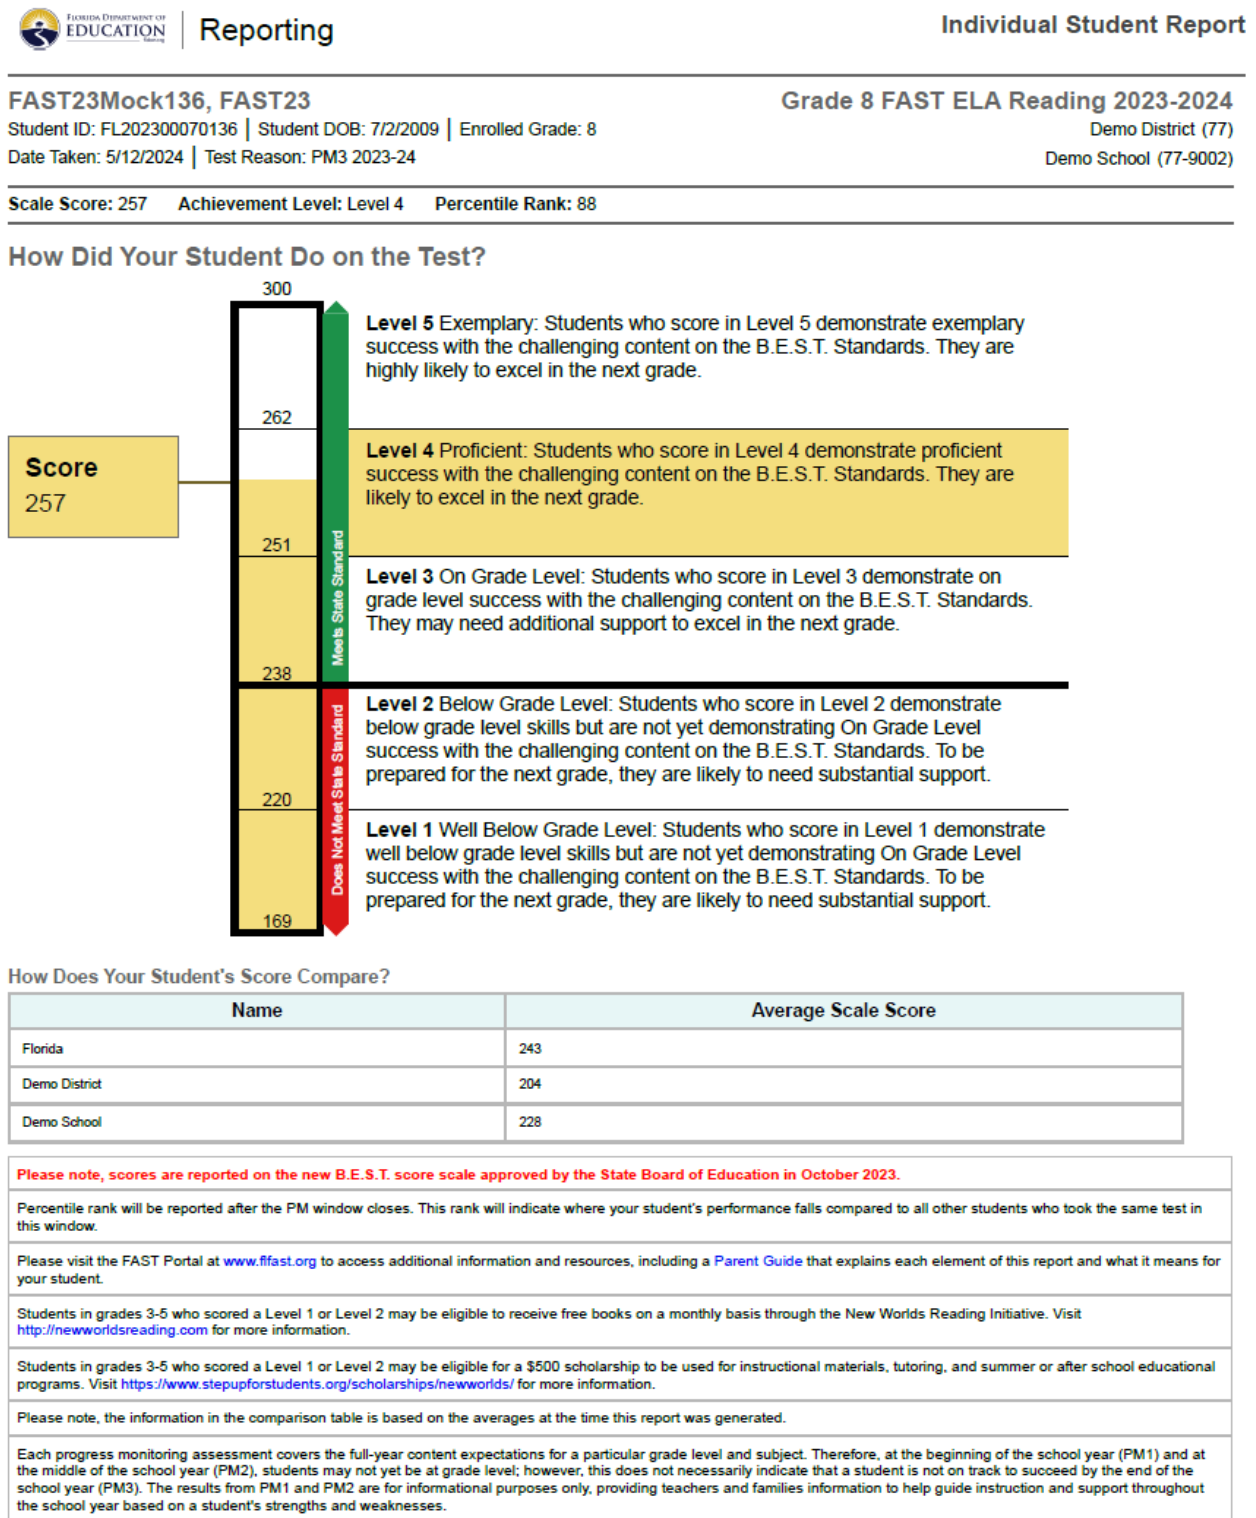 FLORIDA DEPARTMENT OF
EDUCATION
Reporting
Individual Student Report
FAST23Mock136, FAST23
Grade 8 FAST ELA Reading 2023-2024
Student ID: FL202300070136 | Student DOB: 7/2/2009 | Enrolled Grade: 8
Demo District (77)
Date Taken: 5/12/2024 | Test Reason: PM3 2023-24
Demo School (77-9002)
Scale Score: 257 Achievement Level: Level 4 Percentile Rank: 88
How Did Your Student Do on the Test?
300
Level 5 Exemplary: Students who score in Level 5 demonstrate exemplary
success with the challenging content on the B.E.S.T. Standards. They are
highly likely to excel in the next grade.
262
Score
257
Level 4 Proficient: Students who score in Level 4 demonstrate proficient
success with the challenging content on the B.E.S.T. Standards. They are
likely to excel in the next grade.
251
Meets State Standard
Level 3 On Grade Level: Students who score in Level 3 demonstrate on
grade level success with the challenging content on the B.E.S.T. Standards.
They may need additional support to excel in the next grade.
238
Does Not Meet State Standard
Level 2 Below Grade Level: Students who score in Level 2 demonstrate
below grade level skills but are not yet demonstrating On Grade Level
success with the challenging content on the B.E.S.T. Standards. To be
prepared for the next grade, they are likely to need substantial support.
220
Level 1 Well Below Grade Level: Students who score in Level 1 demonstrate
well below grade level skills but are not yet demonstrating On Grade Level
success with the challenging content on the B.E.S.T. Standards. To be
prepared for the next grade, they are likely to need substantial support.
169
How Does Your Student's Score Compare?
Name Average Scale Score
Florida 243
Demo District 204
Demo School 228
Please note, scores are reported on the new B.E.S.T. score scale approved by the State Board of Education in October 2023.
Percentile rank will be reported after the PM window closes. This rank will indicate where your student's performance falls compared to all other students who took the same test in
this window.
Please visit the FAST Portal at www.flfast.org to access additional information and resources, including a Parent Guide that explains each element of this report and what it means for
your student.
Students in grades 3-5 who scored a Level 1 or Level 2 may be eligible to receive free books on a monthly basis through the New Worlds Reading Initiative. Visit
http://newworldsreading.com for more information.
Students in grades 3-5 who scored a Level 1 or Level 2 may be eligible for a $500 scholarship to be used for instructional materials, tutoring, and summer or after school educational
programs. Visit https://www.stepupforstudents.org/scholarships/newworlds/ for more information.
Please note, the information in the comparison table is based on the averages at the time this report was generated.
Each progress monitoring assessment covers the full-year content expectations for a particular grade level and subject. Therefore, at the beginning of the school year (PM1) and at
the middle of the school year (PM2), students may not yet be at grade level; however, this does not necessarily indicate that a student is not on track to succeed by the end of the
school year (PM3). The results from PM1 and PM2 are for informational purposes only, providing teachers and families information to help guide instruction and support throughout
the school year based on a student's strengths and weaknesses.